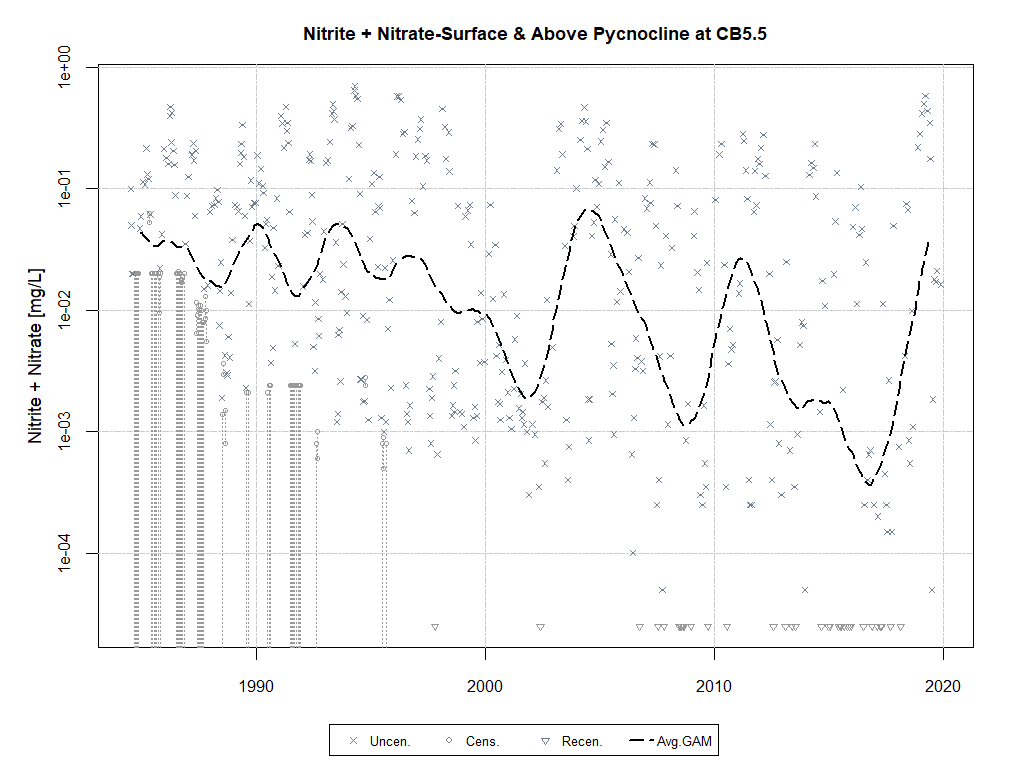 Nitrite + Nitrate-Surface & Above Pycnocline at CB5.5
Nitrite + Nitrate [mg/L]
1e+00
1e-01
1e-02
1e-03
1e-04
1990 2000 2010 2020
Uncen. Cens. Recen. Avg.GAM